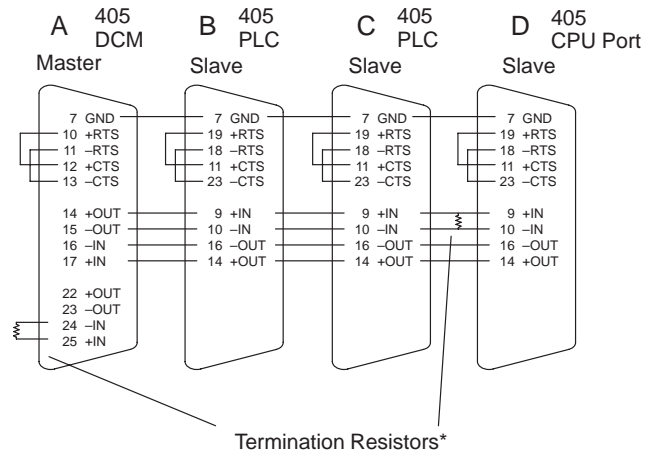 A 405 DCM
Master
B 405 PLC
Slave
C 405 PLC
Slave
D 405 CPU Port
Slave
7 GND
10 +RTS
11 –RTS
12 +CTS
13 –CTS
14 +OUT
15 –OUT
16 –IN
17 +IN
22 +OUT
23 –OUT
24 –IN
25 +IN
7 GND
19 +RTS
18 –RTS
11 +CTS
23 –CTS
9 +IN
10 –IN
16 –OUT
14 +OUT
7 GND
19 +RTS
18 –RTS
11 +CTS
23 –CTS
9 +IN
10 –IN
16 –OUT
14 +OUT
7 GND
19 +RTS
18 –RTS
11 +CTS
23 –CTS
9 +IN
10 –IN
16 –OUT
14 +OUT
Termination Resistors*